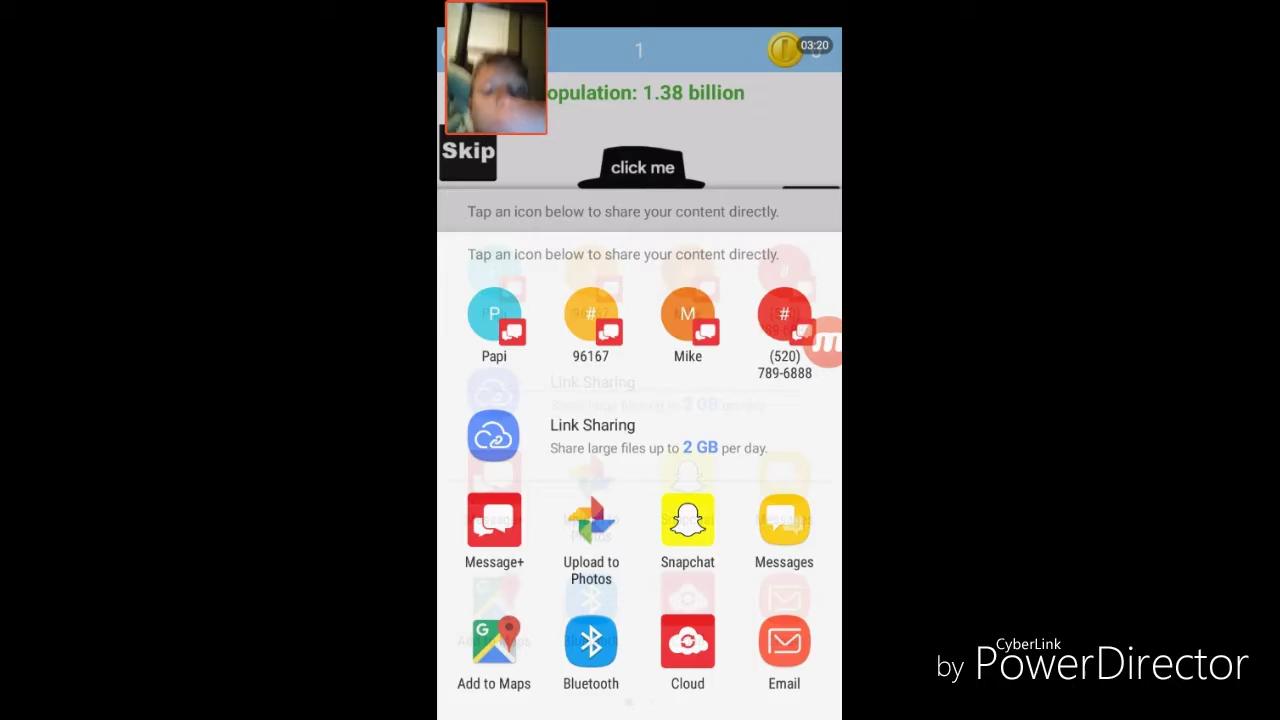 1
03:20
opulation: 1.38 billion
Skip
click me
Tap an icon below to share your content directly.
Tap an icon below to share your content directly.
P
#
M
#
Papi
96167
Mike
(520)
789-6888
Link Sharing
Link Sharing
Share large files up to 2 GB per day.
Message+
Upload to
Photos
Snapchat
Messages
G
Add to Maps
Bluetooth
Cloud
Email
CyberLink
by PowerDirector